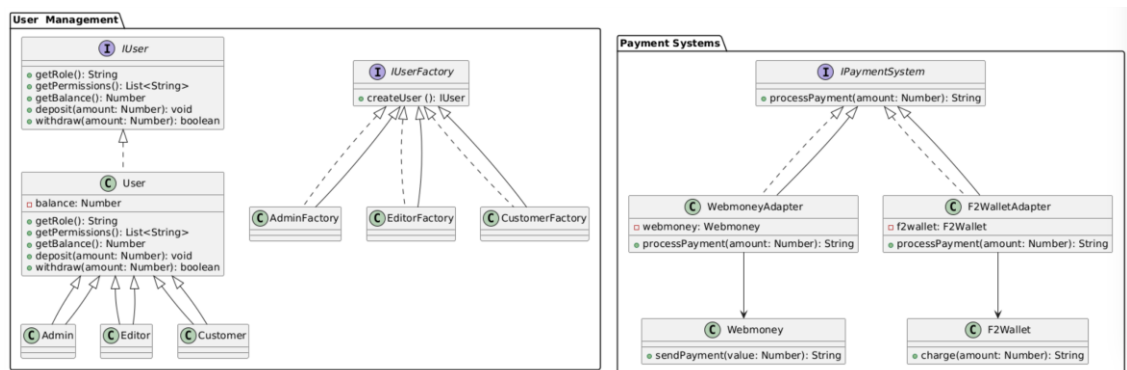 User Management
I IUser
getRole(): String
getPermissions(): List<String>
getBalance(): Number
deposit(amount: Number): void
withdraw(amount: Number): boolean
I IUserFactory
createUser (): IUser
C User
balance: Number
getRole(): String
getPermissions(): List<String>
getBalance(): Number
deposit(amount: Number): void
withdraw(amount: Number): boolean
C AdminFactory
C EditorFactory
C CustomerFactory
C Admin
C Editor
C Customer
Payment Systems
I IPaymentSystem
processPayment(amount: Number): String
C WebmoneyAdapter
webmoney: Webmoney
processPayment(amount: Number): String
C F2WalletAdapter
f2wallet: F2Wallet
processPayment(amount: Number): String
C Webmoney
sendPayment(value: Number): String
C F2Wallet
charge(amount: Number): String